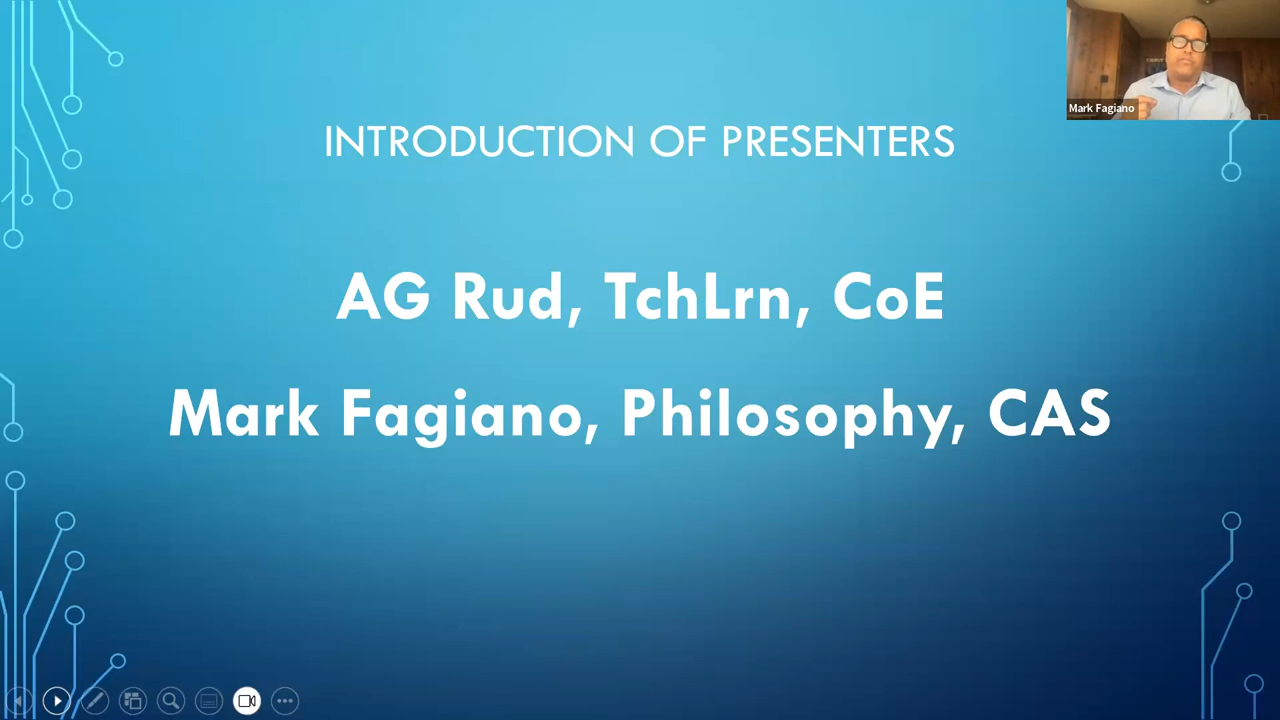 Mark Fagiano
INTRODUCTION OF PRESENTERS
AG Rud, TchLrn, CoE
Mark Fagiano, Philosophy, CAS